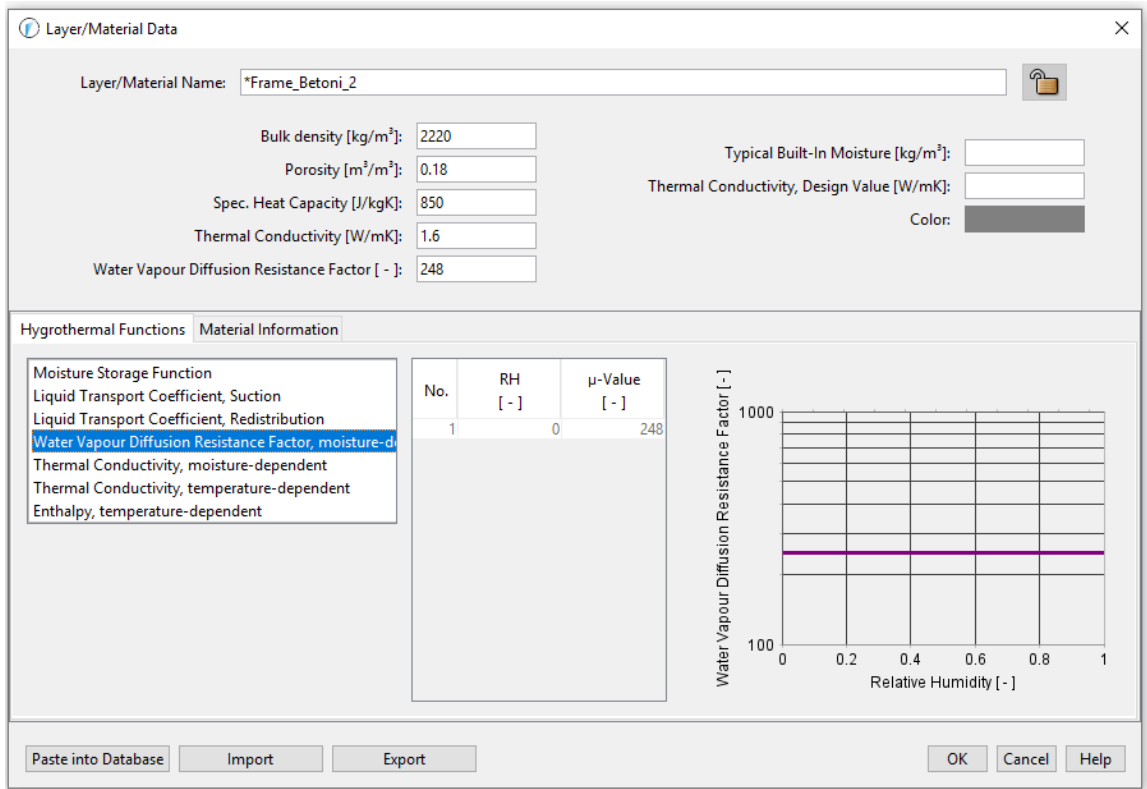 Layer/Material Data
Layer/Material Name: *Frame_Betoni_2
Bulk density [kg/m³]: 2220
Porosity [m³/m³]: 0.18
Spec. Heat Capacity [J/kgK]: 850
Thermal Conductivity [W/mK]: 1.6
Water Vapour Diffusion Resistance Factor [ - ]: 248
Typical Built-In Moisture [kg/m³]:
Thermal Conductivity, Design Value [W/mK]:
Color:
Hygrothermal Functions Material Information
Moisture Storage Function
Liquid Transport Coefficient, Suction
Liquid Transport Coefficient, Redistribution
Water Vapour Diffusion Resistance Factor, moisture-de
Thermal Conductivity, moisture-dependent
Thermal Conductivity, temperature-dependent
Enthalpy, temperature-dependent
No. RH [ - ] µ-Value [ - ]
1 0 248
Water Vapour Diffusion Resistance Factor [ - ]
1000
100
0 0.2 0.4 0.6 0.8 1
Relative Humidity [ - ]
Paste into Database Import Export OK Cancel Help